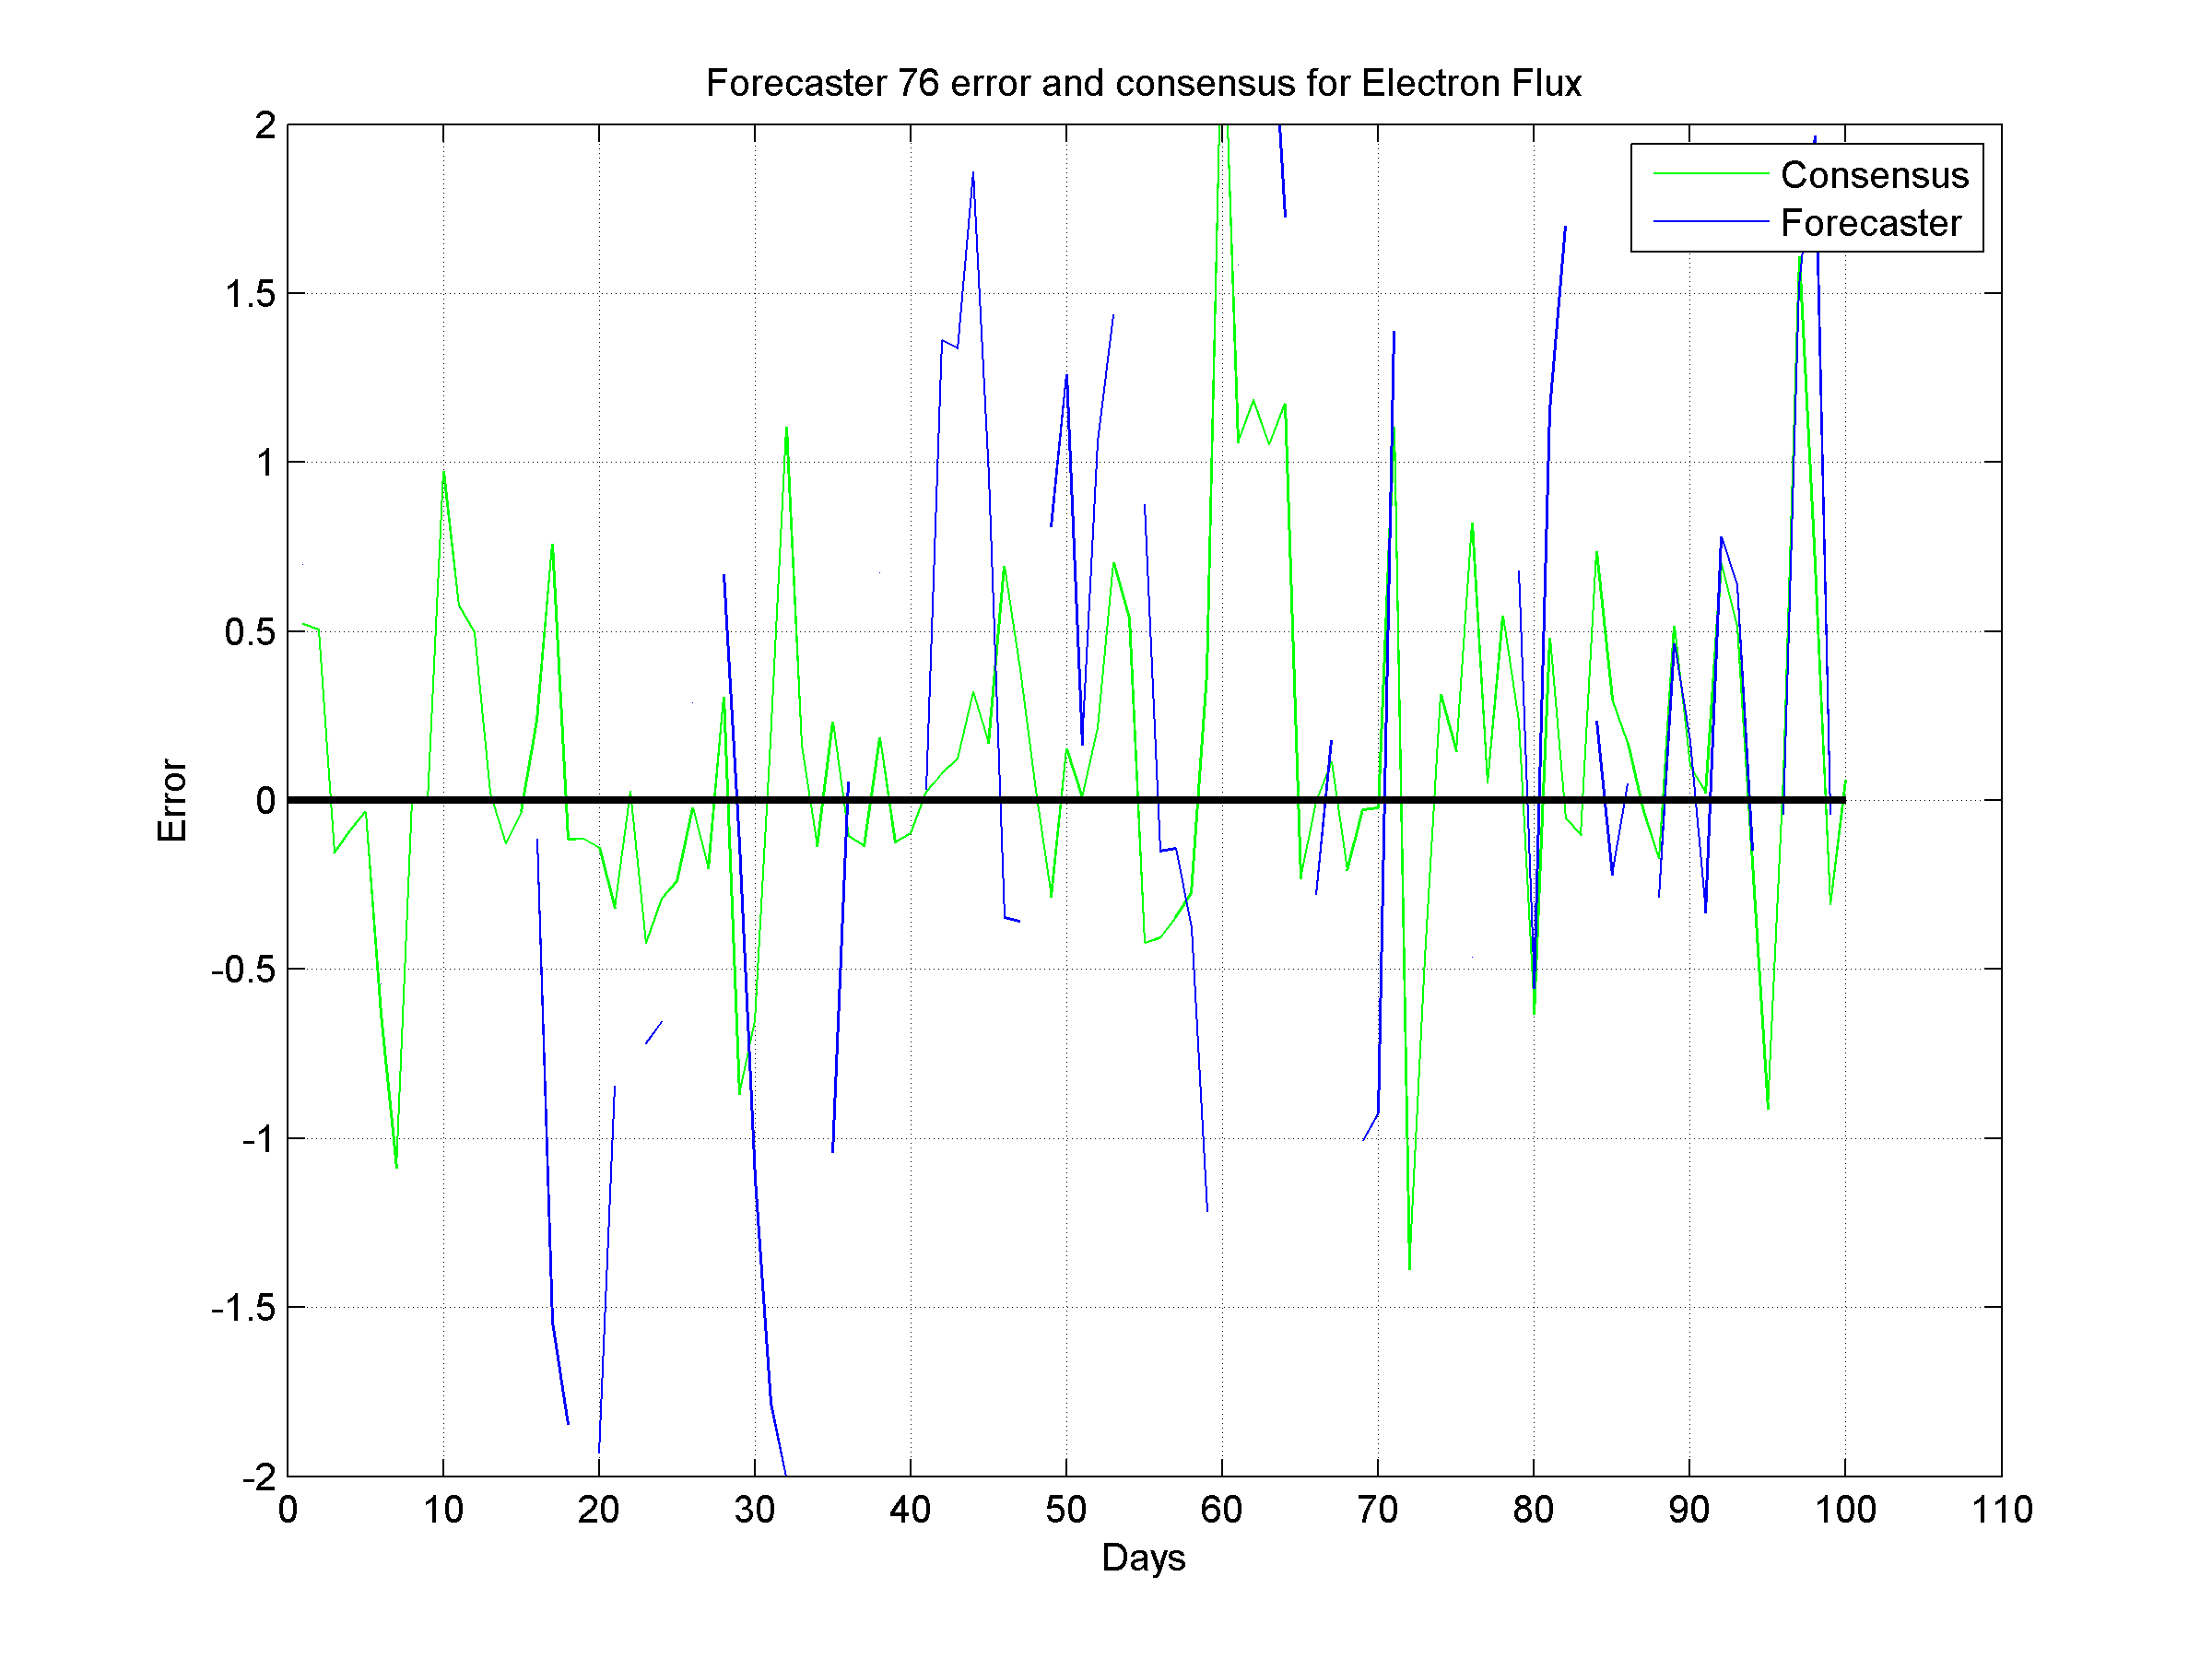 Forecaster 76 error and consensus for Electron Flux
2
1.5
1
0.5
0
-0.5
-1
-1.5
-2
Error
Consensus
Forecaster
0 10 20 30 40 50 60 70 80 90 100 110
Days